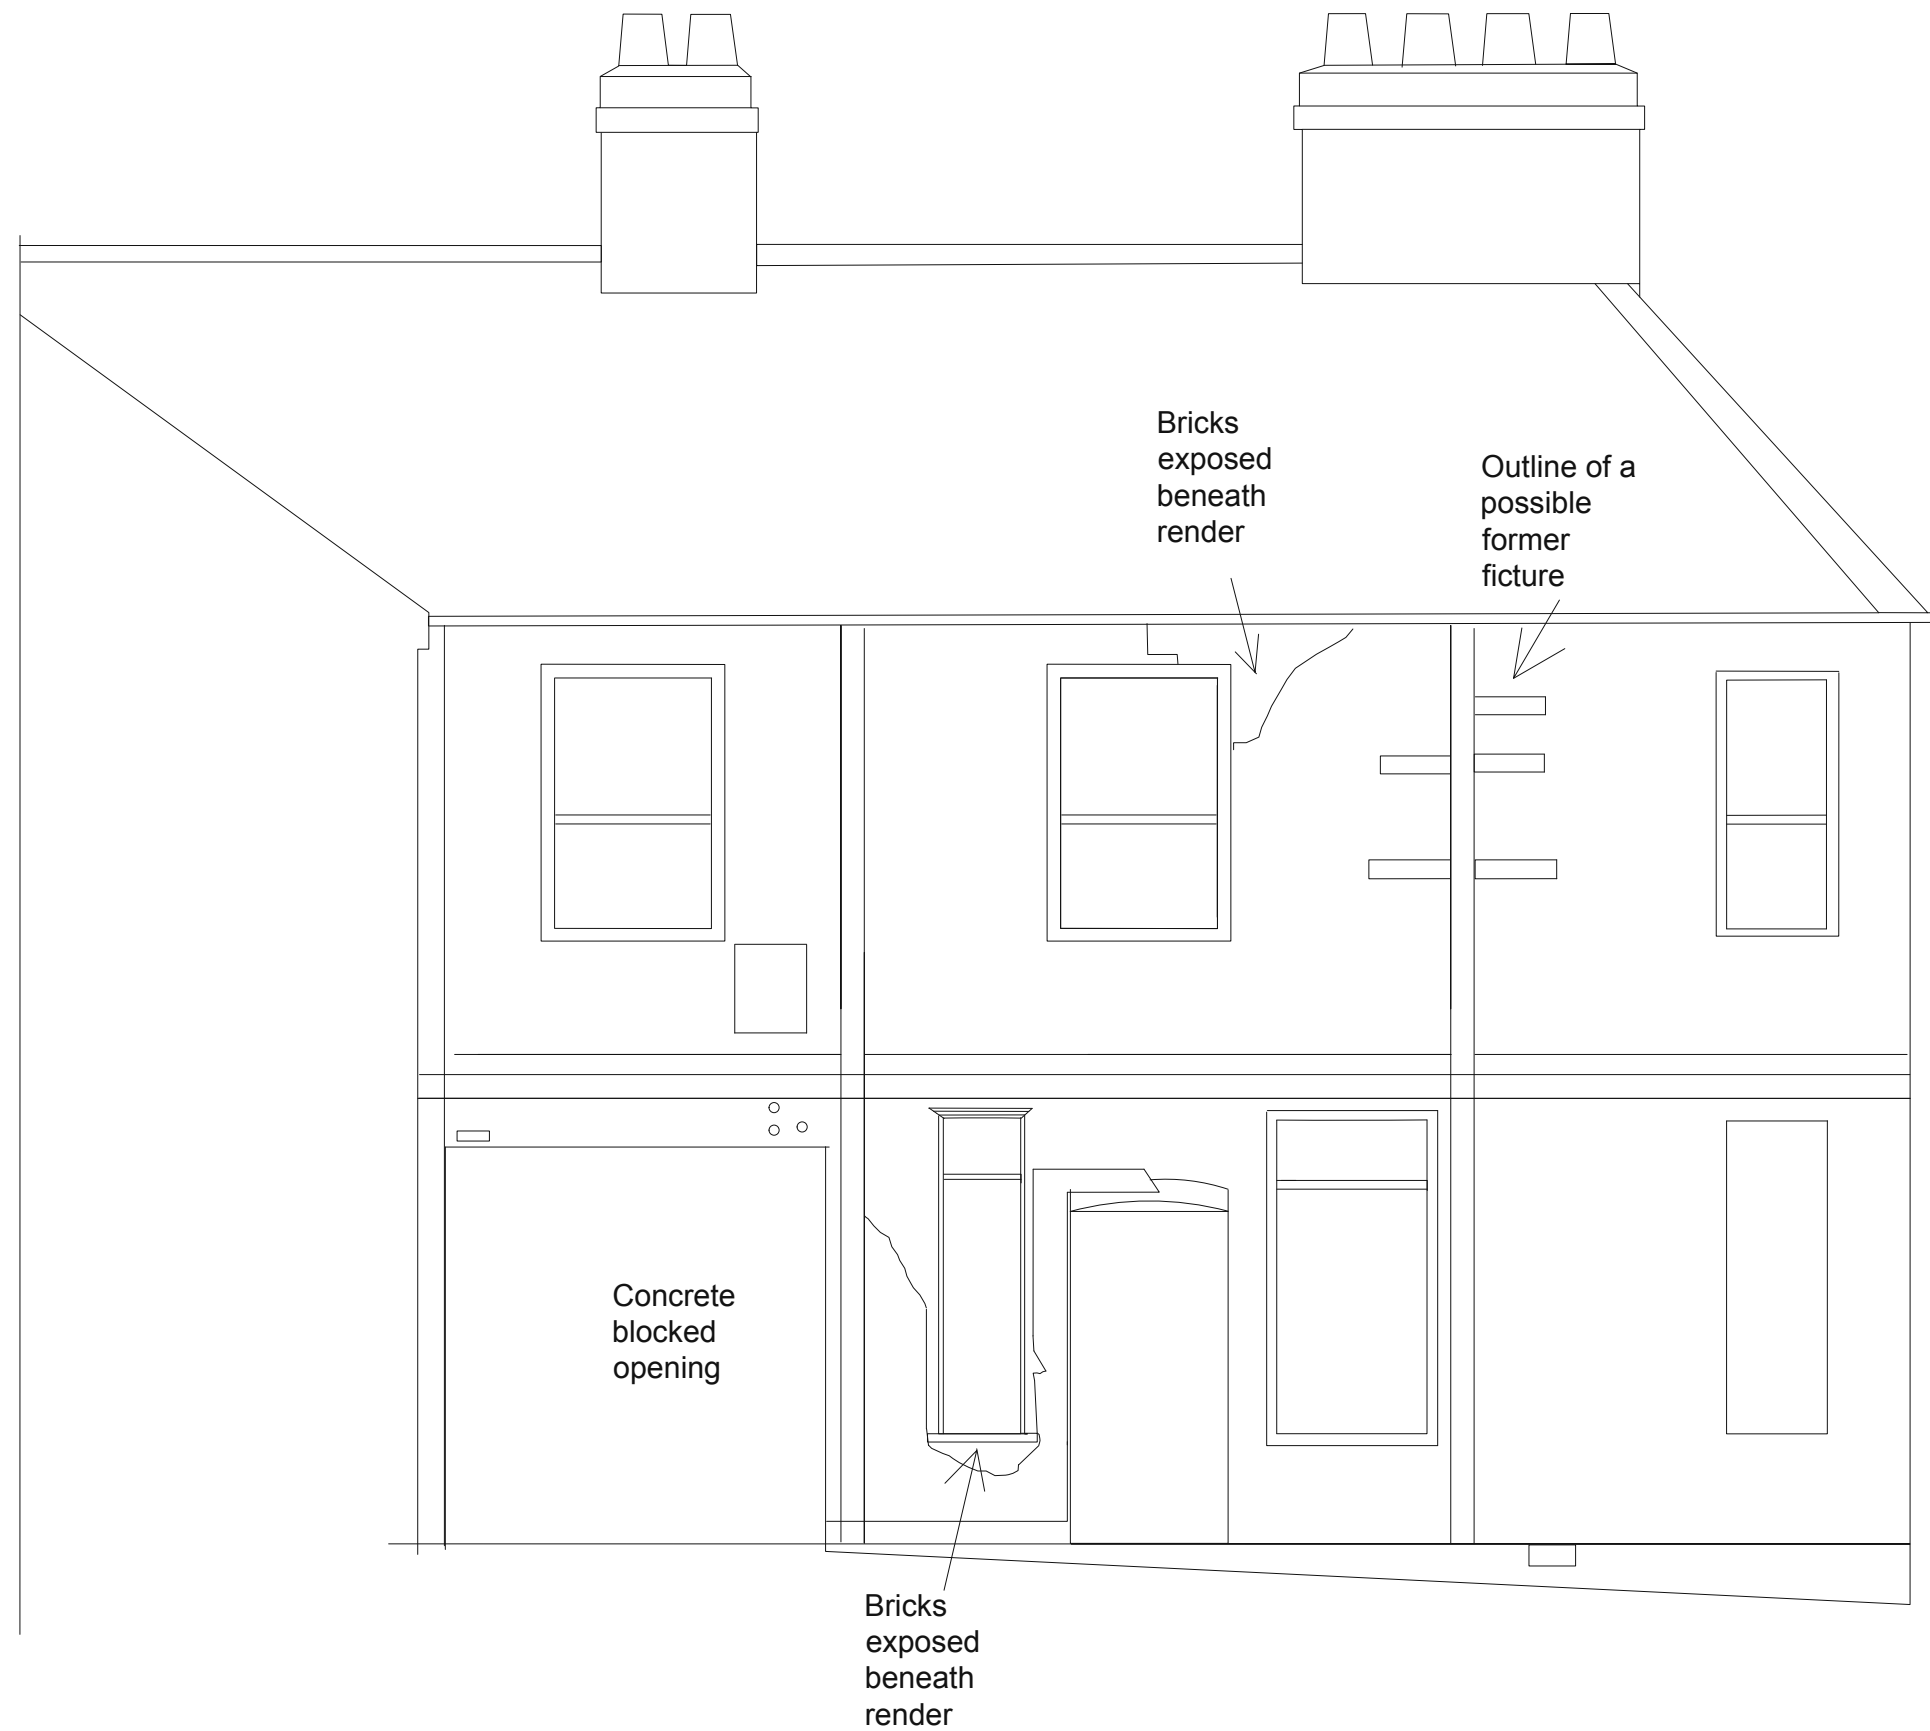 Bricks
exposed
beneath
render
Outline of a
possible
former
ficture
Concrete
blocked
opening
Bricks
exposed
beneath
render